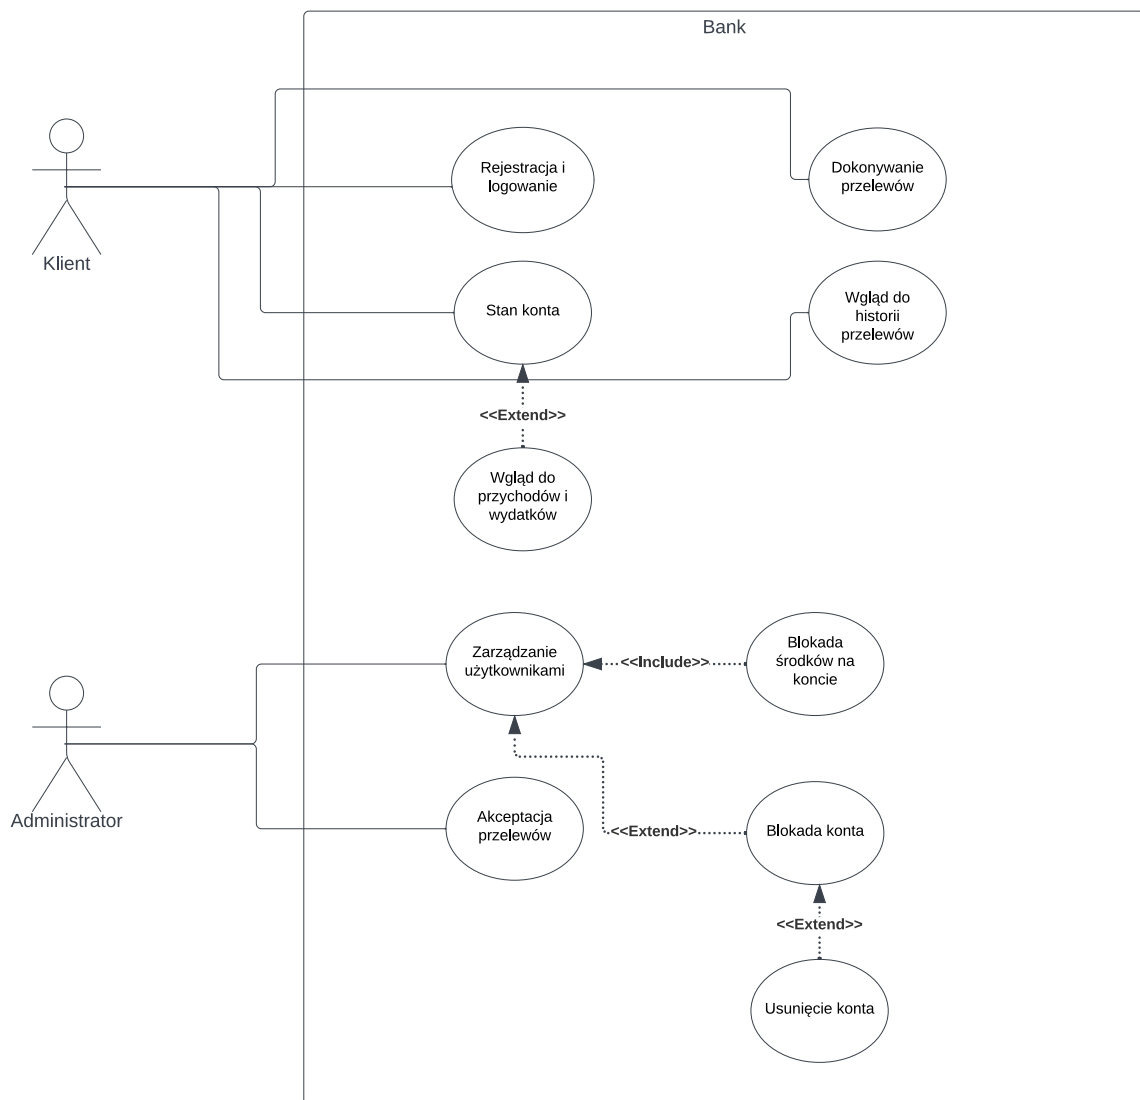 Bank
Rejestracja i
logowanie
Dokonywanie
przelewów
Klient
Stan konta
Wgląd do
historii
przelewów
<<Extend>>
Wgląd do
przychodów i
wydatków
Zarządzanie
użytkownikami
<<Include>>
Blokada
środków na
koncie
Administrator
Akceptacja
przelewów
<<Extend>>
Blokada konta
<<Extend>>
Usunięcie konta